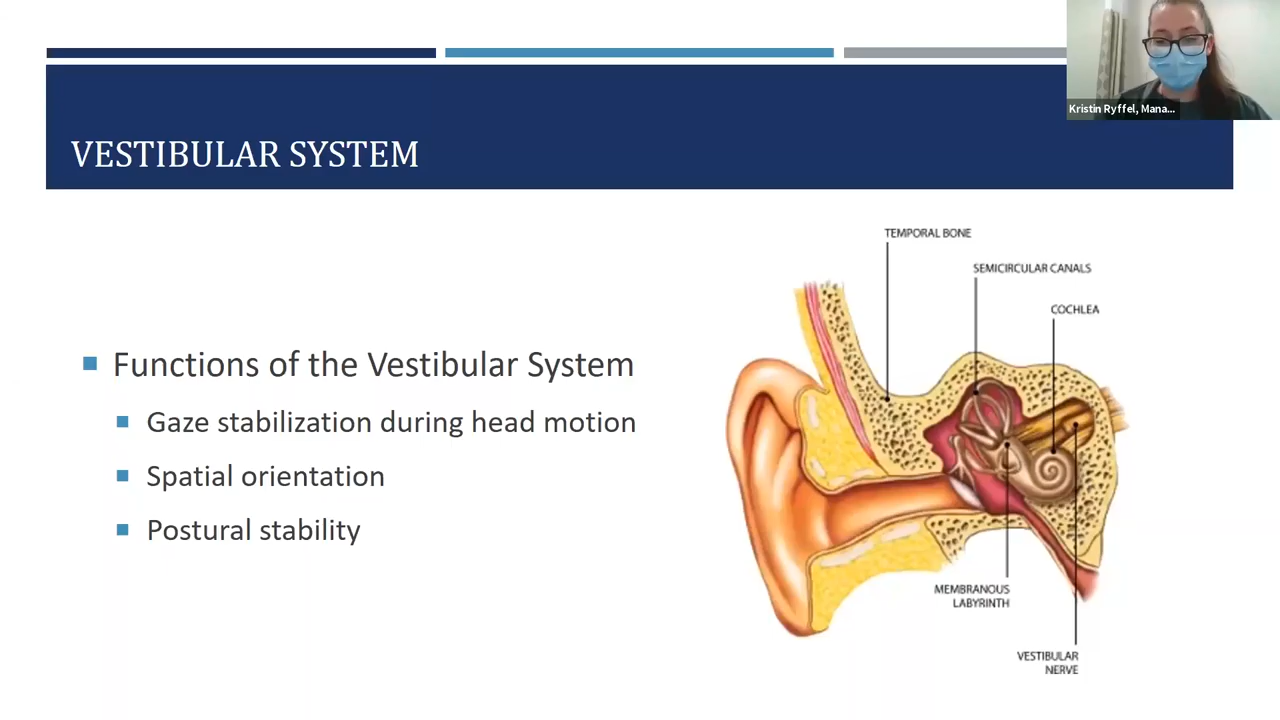 Kristin Ryffel, Mana...
VESTIBULAR SYSTEM
Functions of the Vestibular System
Gaze stabilization during head motion
Spatial orientation
Postural stability
TEMPORAL BONE
SEMICIRCULAR CANALS
COCHLEA
MEMBRANOUS
LABYRINTH
VESTIBULAR
NERVE